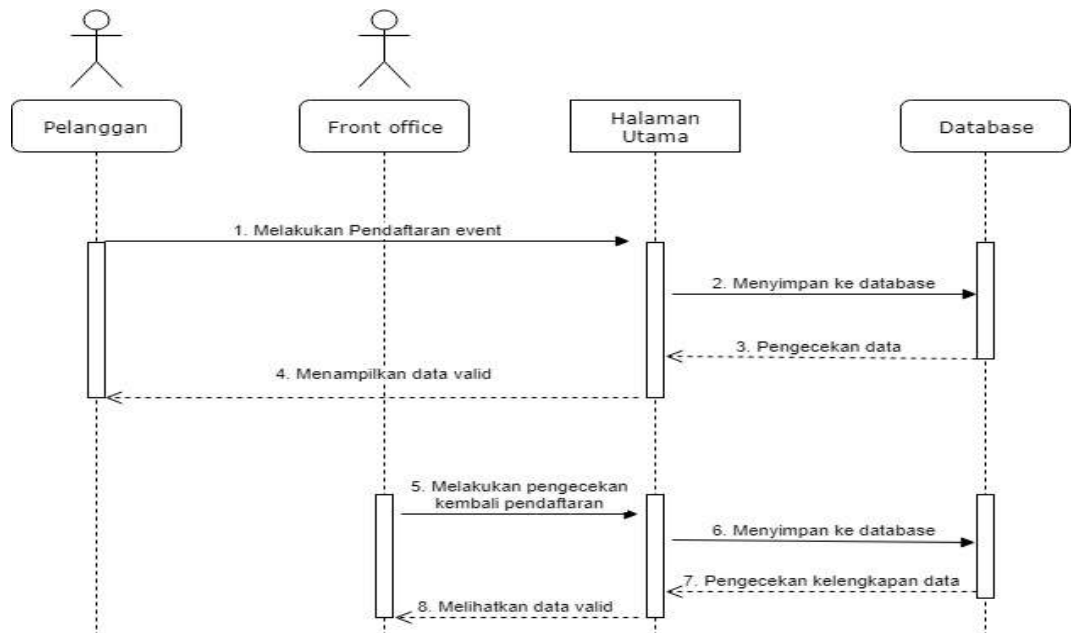 Pelanggan
Front office
Halaman
Utama
Database
1. Melakukan Pendaftaran event
2. Menyimpan ke database
3. Pengecekan data
4. Menampilkan data valid
5. Melakukan pengecekan
kembali pendaftaran
6. Menyimpan ke database
7. Pengecekan kelengkapan data
8. Melihatkan data valid